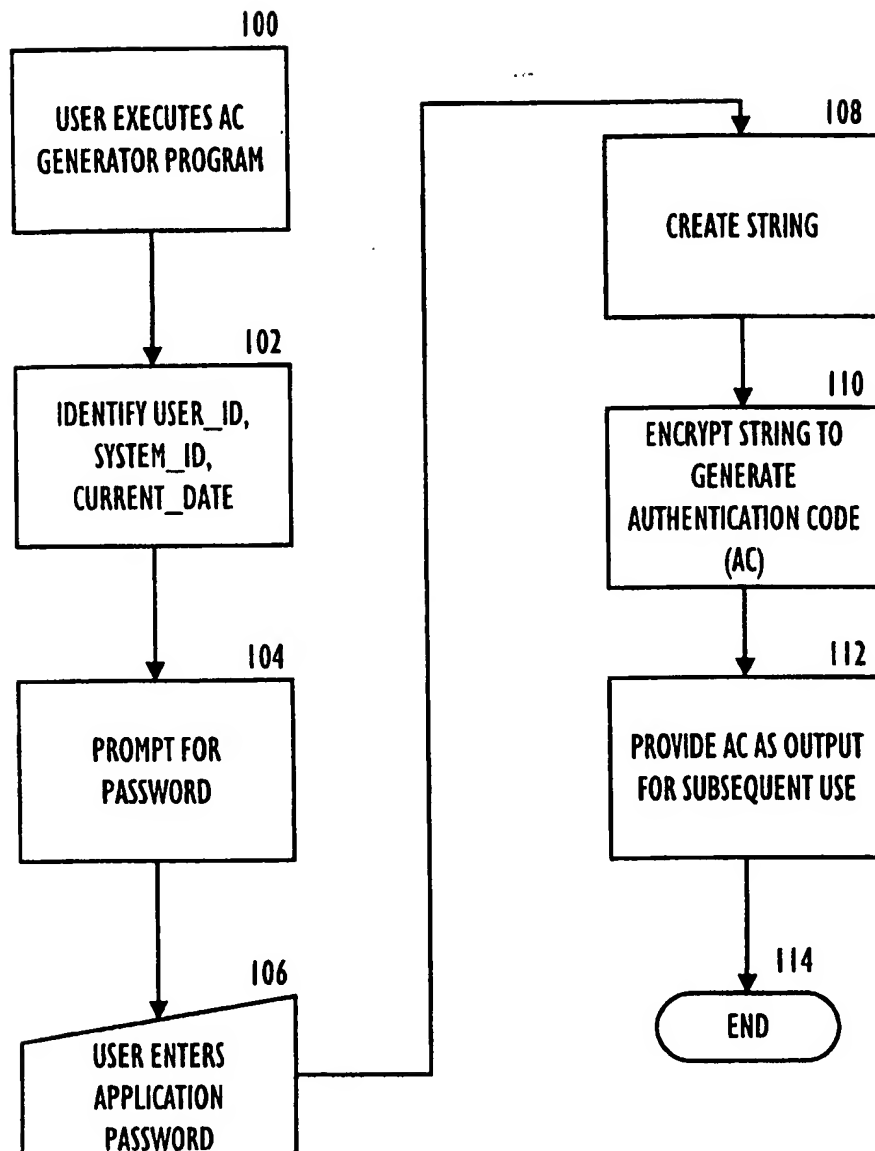 100
USER EXECUTES AC
GENERATOR PROGRAM
102
IDENTIFY USER_ID,
SYSTEM_ID,
CURRENT_DATE
104
PROMPT FOR
PASSWORD
106
USER ENTERS
APPLICATION
PASSWORD
108
CREATE STRING
110
ENCRYPT STRING TO
GENERATE
AUTHENTICATION CODE
(AC)
112
PROVIDE AC AS OUTPUT
FOR SUBSEQUENT USE
114
END